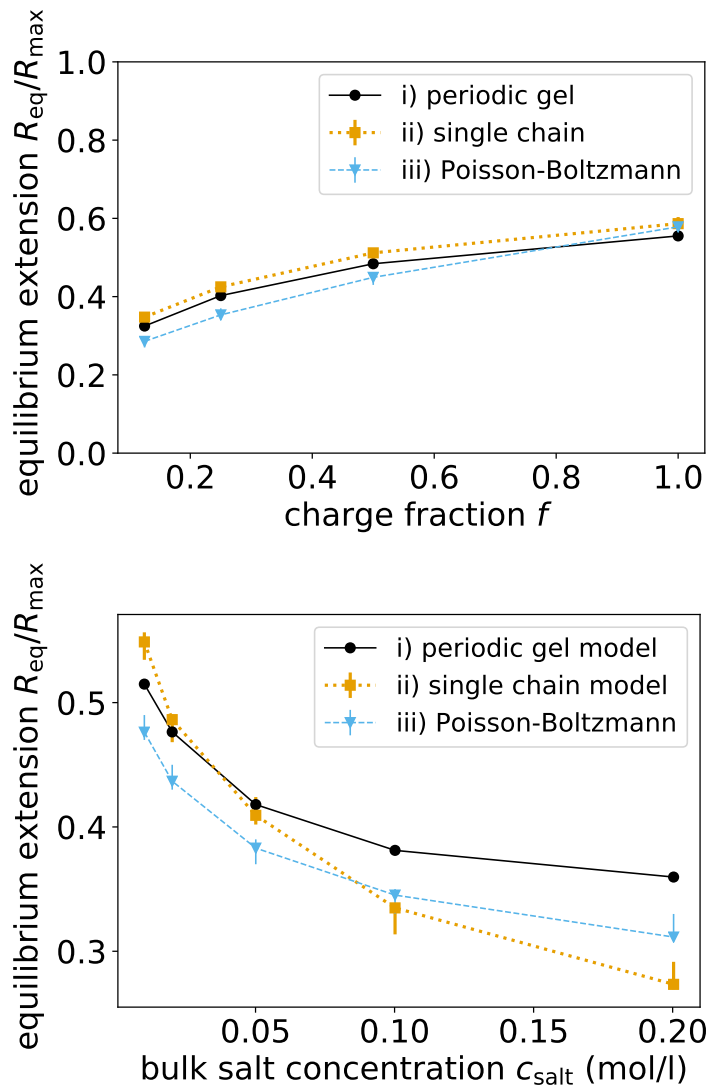 equilibrium extension R_eq/R_max
1.0
0.8
0.6
0.4
0.2
0.0
i) periodic gel
ii) single chain
iii) Poisson-Boltzmann
0.2 0.4 0.6 0.8 1.0
charge fraction f
equilibrium extension R_eq/R_max
0.5
0.4
0.3
i) periodic gel model
ii) single chain model
iii) Poisson-Boltzmann
0.05 0.10 0.15 0.20
bulk salt concentration c_salt (mol/l)